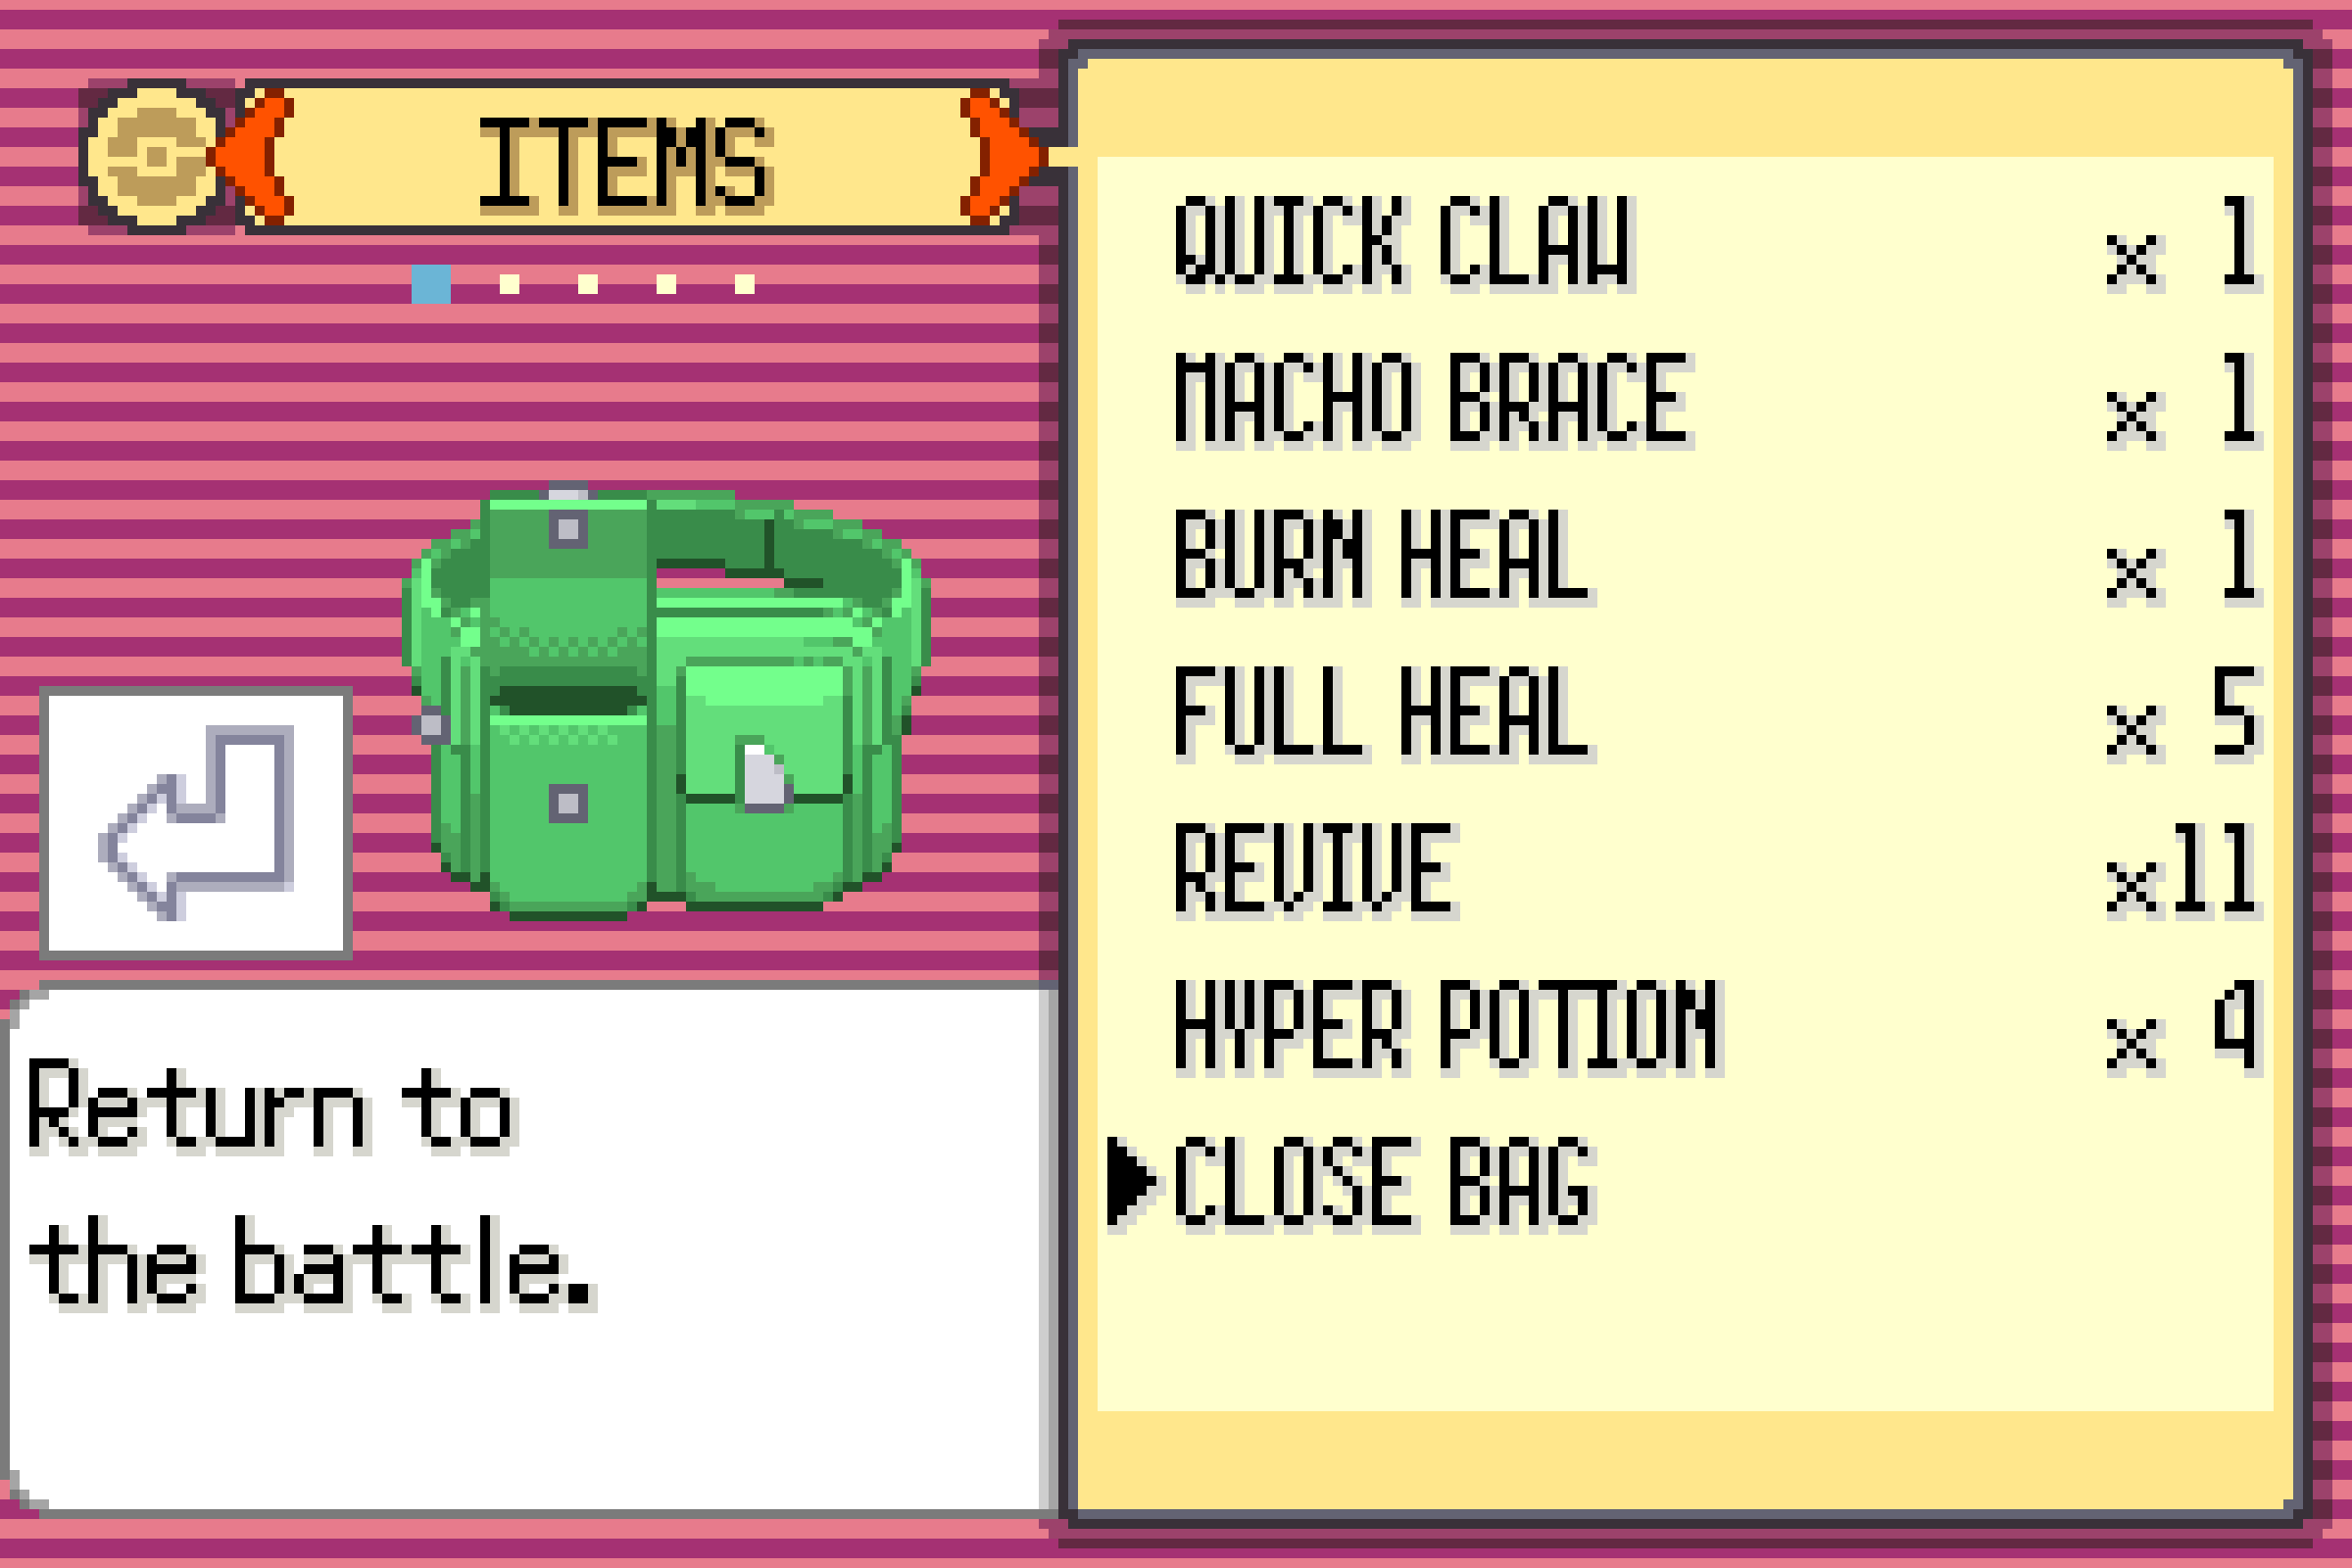 ITEMS
QUICK CLAW × 1
MACHO BRACE × 1
BURN HEAL × 1
FULL HEAL × 5
REVIVE ×11
HYPER POTION × 4
▶CLOSE BAG
Return to
the battle.